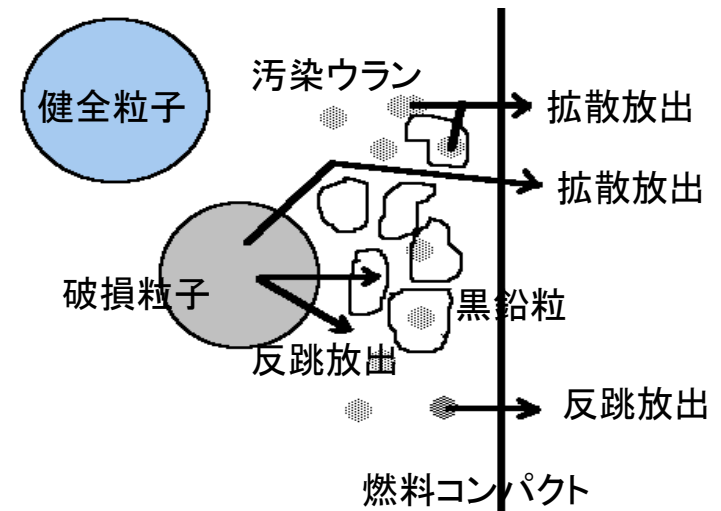 汚染ウラン
健全粒子
拡散放出
拡散放出
破損粒子
黒鉛粒
反跳放出
反跳放出
燃料コンパクト